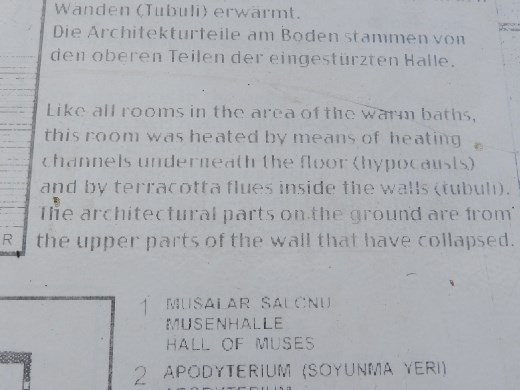 Wänden (Tubuli) erwärmt.
Die Architekturteile am Boden stammen von
den oberen Teilen der eingestürzten Halle.
Like all rooms in the area of the warm baths,
this room was heated by means of heating
channels underneath the floor (hypocausts)
and by terracotta flues inside the walls (tubuli).
The architectural parts on the ground are from
R
the upper parts of the wall that have collapsed.
1 MUSALAR SALONU
MUSENHALLE
HALL OF MUSES
2 APODYTERIUM (SOYUNMA YERI)
APODYTERIUM